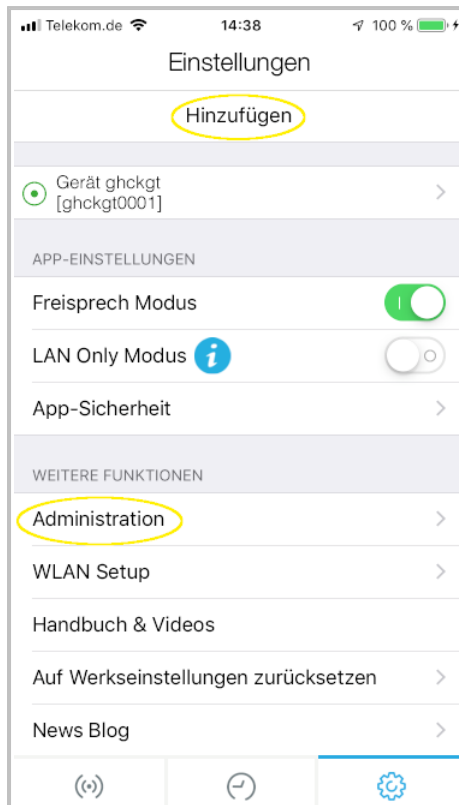 Telekom.de 14:38 100 %
Einstellungen
Hinzufügen
Gerät ghckgt
[ghckgt0001]
APP-EINSTELLUNGEN
Freisprech Modus
LAN Only Modus i
App-Sicherheit
WEITERE FUNKTIONEN
Administration
WLAN Setup
Handbuch & Videos
Auf Werkseinstellungen zurücksetzen
News Blog